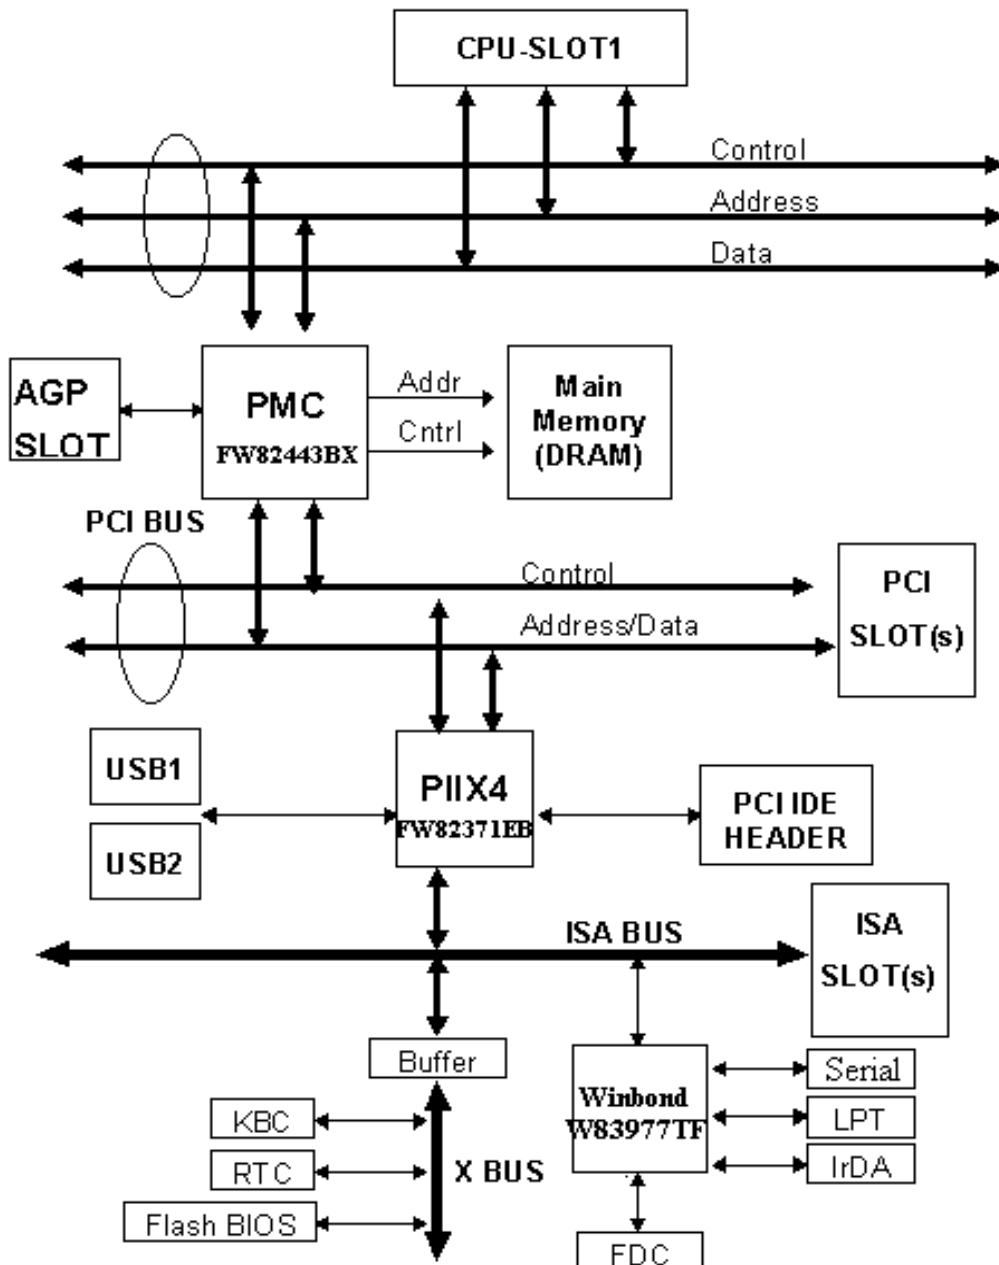 CPU-SLOT1
Control
Address
Data
AGP
SLOT
PMC
FW82443BX
Addr
Cntrl
Main
Memory
(DRAM)
PCI BUS
Control
Address/Data
PCI
SLOT(s)
USB1
USB2
PIIX4
FW82371EB
PCI IDE
HEADER
ISA BUS
ISA
SLOT(s)
Buffer
KBC
RTC
Flash BIOS
X BUS
Winbond
W83977TF
Serial
LPT
IrDA
FDC